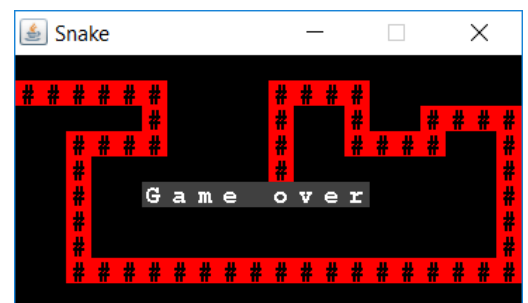 Snake
# # # # # # # # # #
# # # # # # #
# # # # # # # # # #
# # #
# Game over #
# #
# #
# # # # # # # # # # # # # # # # # #